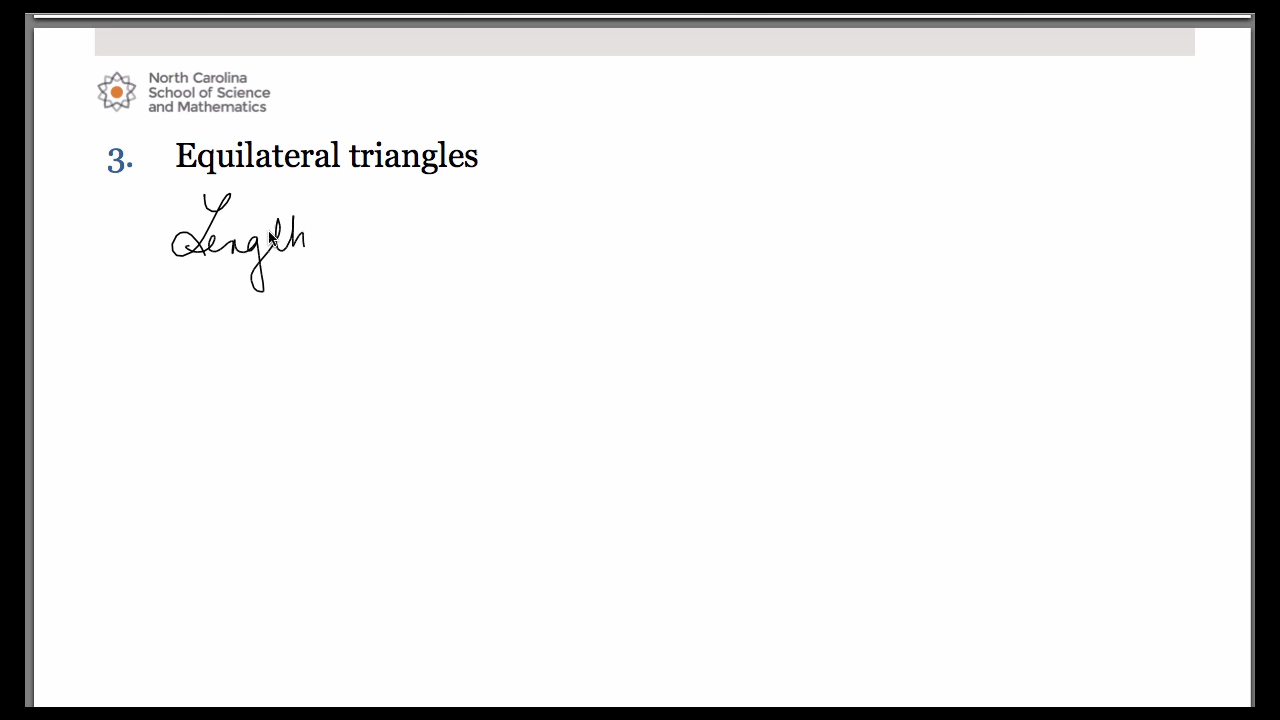 North Carolina
School of Science
and Mathematics
3. Equilateral triangles
Length